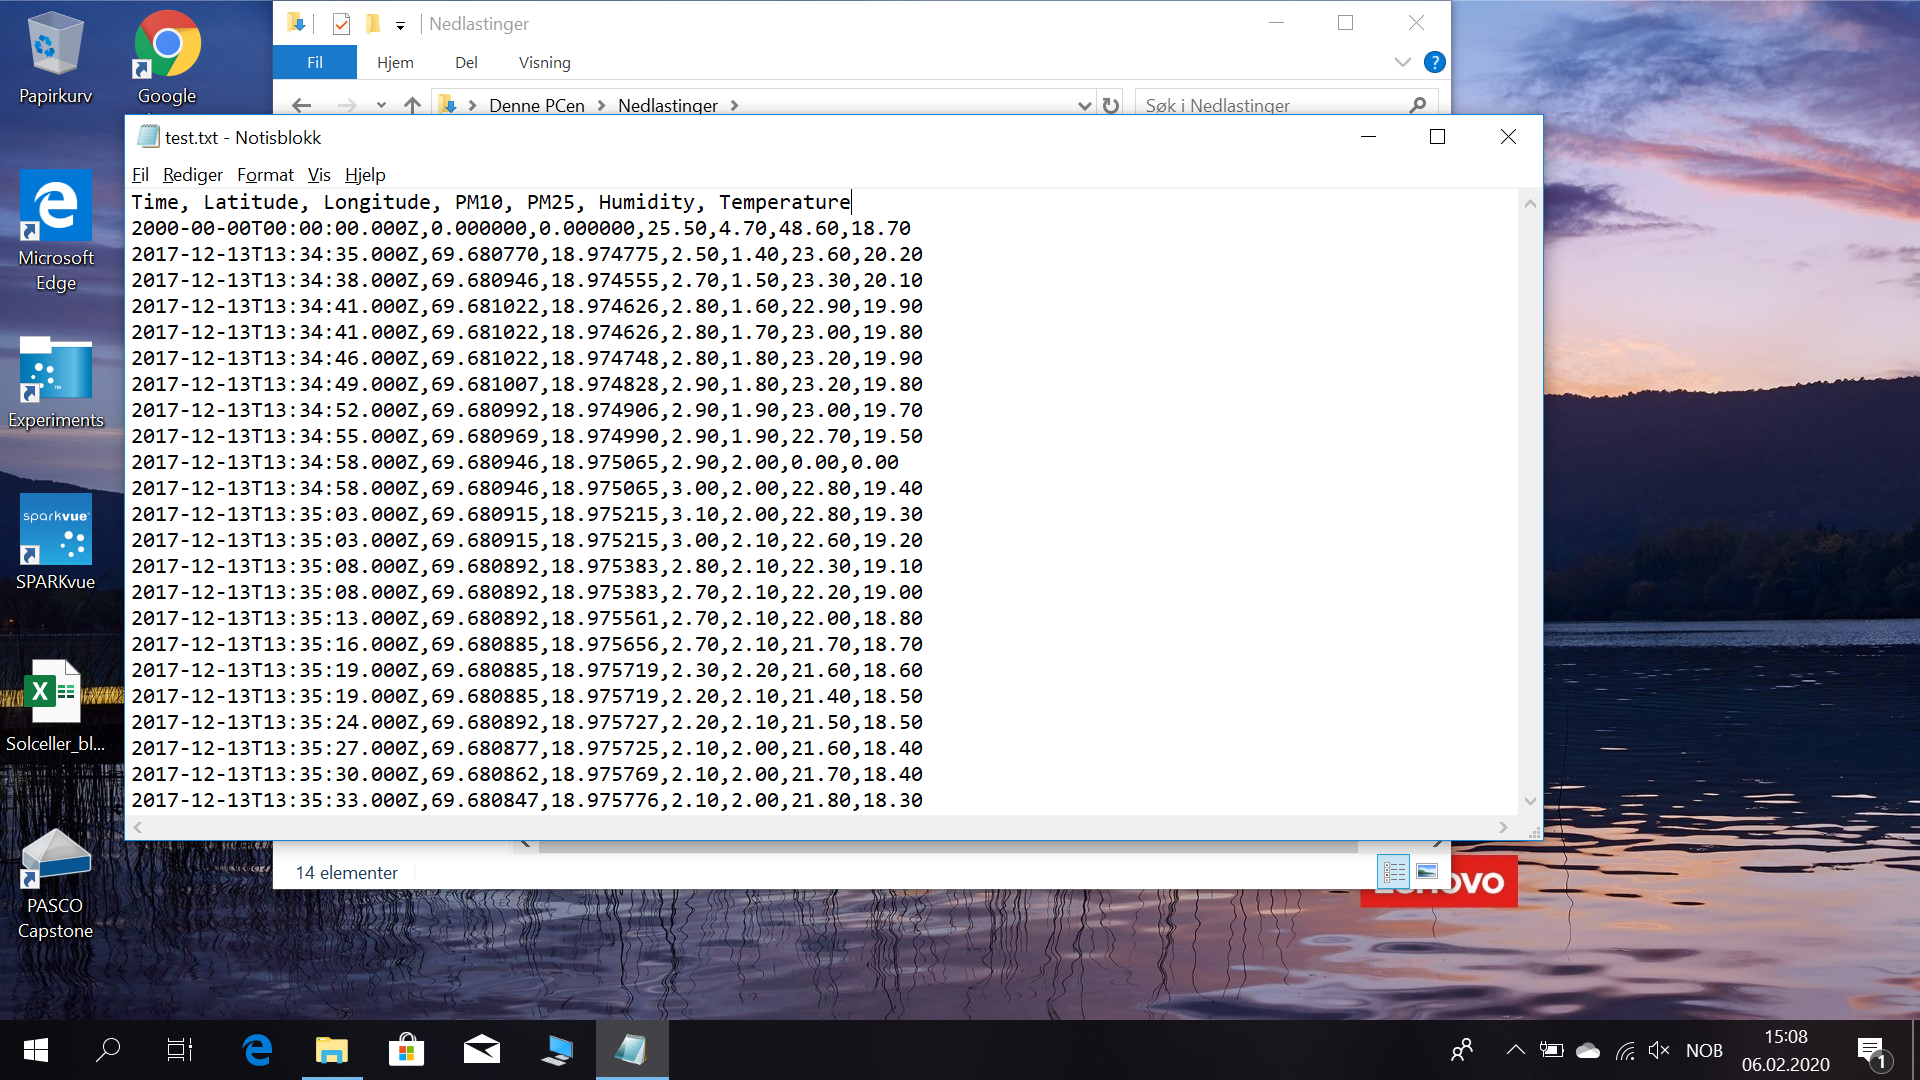 Papirkurv
Google
Microsoft
Edge
Experiments
sparkvue
SPARKvue
Solceller_bl...
PASCO
Capstone
Nedlastinger
Fil Hjem Del Visning
Denne PCen > Nedlastinger >
Søk i Nedlastinger
test.txt - Notisblokk
Fil Rediger Format Vis Hjelp
Time, Latitude, Longitude, PM10, PM25, Humidity, Temperature
2000-00-00T00:00:00.000Z,0.000000,0.000000,25.50,4.70,48.60,18.70
2017-12-13T13:34:35.000Z,69.680770,18.974775,2.50,1.40,23.60,20.20
2017-12-13T13:34:38.000Z,69.680946,18.974555,2.70,1.50,23.30,20.10
2017-12-13T13:34:41.000Z,69.681022,18.974626,2.80,1.60,22.90,19.90
2017-12-13T13:34:41.000Z,69.681022,18.974626,2.80,1.70,23.00,19.80
2017-12-13T13:34:46.000Z,69.681022,18.974748,2.80,1.80,23.20,19.90
2017-12-13T13:34:49.000Z,69.681007,18.974828,2.90,1.80,23.20,19.80
2017-12-13T13:34:52.000Z,69.680992,18.974906,2.90,1.90,23.00,19.70
2017-12-13T13:34:55.000Z,69.680969,18.974990,2.90,1.90,22.70,19.50
2017-12-13T13:34:58.000Z,69.680946,18.975065,2.90,2.00,0.00,0.00
2017-12-13T13:34:58.000Z,69.680946,18.975065,3.00,2.00,22.80,19.40
2017-12-13T13:35:03.000Z,69.680915,18.975215,3.10,2.00,22.80,19.30
2017-12-13T13:35:03.000Z,69.680915,18.975215,3.00,2.10,22.60,19.20
2017-12-13T13:35:08.000Z,69.680892,18.975383,2.80,2.10,22.30,19.10
2017-12-13T13:35:08.000Z,69.680892,18.975383,2.70,2.10,22.20,19.00
2017-12-13T13:35:13.000Z,69.680892,18.975561,2.70,2.10,22.00,18.80
2017-12-13T13:35:16.000Z,69.680885,18.975656,2.70,2.10,21.70,18.70
2017-12-13T13:35:19.000Z,69.680885,18.975719,2.30,2.20,21.60,18.60
2017-12-13T13:35:19.000Z,69.680885,18.975719,2.20,2.10,21.40,18.50
2017-12-13T13:35:24.000Z,69.680892,18.975727,2.20,2.10,21.50,18.50
2017-12-13T13:35:27.000Z,69.680877,18.975725,2.10,2.00,21.60,18.40
2017-12-13T13:35:30.000Z,69.680862,18.975769,2.10,2.00,21.70,18.40
2017-12-13T13:35:33.000Z,69.680847,18.975776,2.10,2.00,21.80,18.30
14 elementer
NOB
15:08
06.02.2020
1